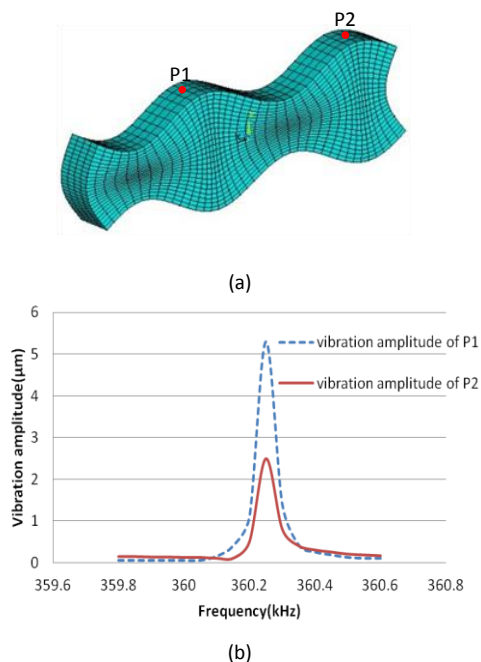 P1
P2
(a)
Vibration amplitude(µm)
6
5
4
3
2
1
0
vibration amplitude of P1
vibration amplitude of P2
359.6
359.8
360
360.2
360.4
360.6
360.8
Frequency(kHz)
(b)